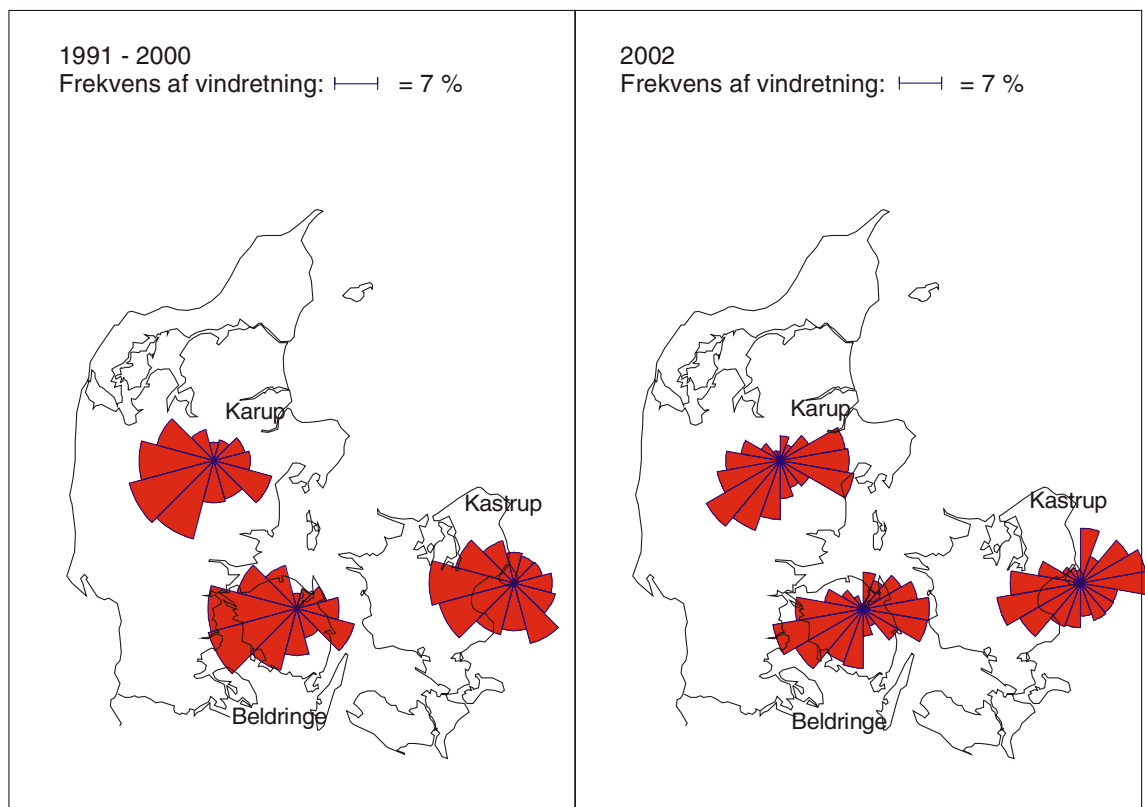 1991 - 2000
Frekvens af vindretning: = 7 %
Karup
Kastrup
Beldringe
2002
Frekvens af vindretning: = 7 %
Karup
Kastrup
Beldringe